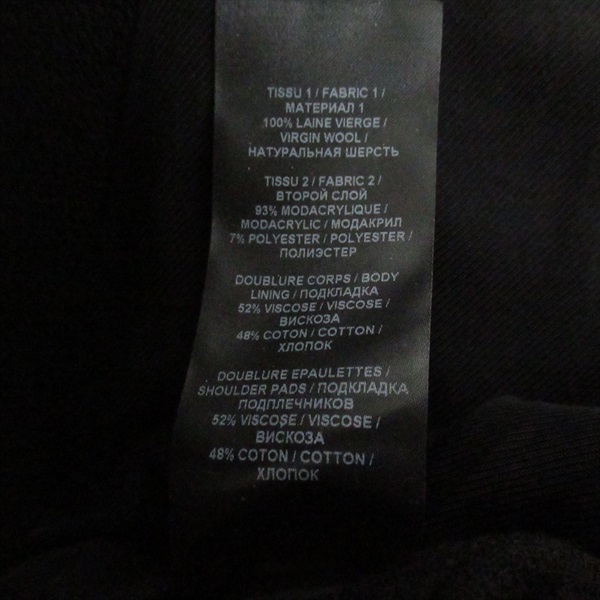 TISSU 1 / FABRIC 1 /
МАТЕРИАЛ 1
100% LAINE VIERGE /
VIRGIN WOOL /
НАТУРАЛЬНАЯ ШЕРСТЬ
TISSU 2 / FABRIC 2 /
ВТОРОЙ СЛОЙ
93% MODACRYLIQUE /
MODACRYLIC / МОДАКРИЛ
7% POLYESTER / POLYESTER /
ПОЛИЭСТЕР
DOUBLURE CORPS / BODY
LINING / ПОДКЛАДКА
52% VISCOSE / VISCOSE /
ВИСКОЗА
48% COTON / COTTON /
ХЛОПОК
DOUBLURE EPAULETTES /
SHOULDER PADS / ПОДКЛАДКА
ПОДПЛЕЧНИКОВ
52% VISCOSE / VISCOSE /
ВИСКОЗА
48% COTON / COTTON /
ХЛОПОК